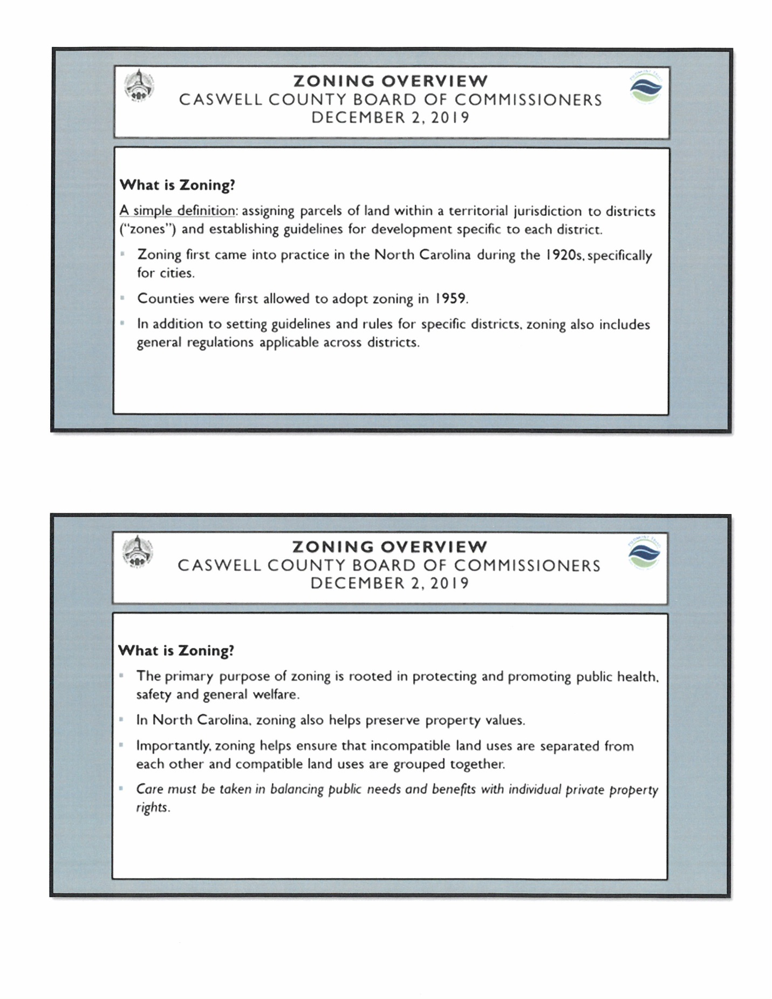 ZONING OVERVIEW
CASWELL COUNTY BOARD OF COMMISSIONERS
DECEMBER 2, 2019
What is Zoning?
A simple definition: assigning parcels of land within a territorial jurisdiction to districts
("zones") and establishing guidelines for development specific to each district.
Zoning first came into practice in the North Carolina during the 1920s, specifically
for cities.
Counties were first allowed to adopt zoning in 1959.
In addition to setting guidelines and rules for specific districts, zoning also includes
general regulations applicable across districts.
ZONING OVERVIEW
CASWELL COUNTY BOARD OF COMMISSIONERS
DECEMBER 2, 2019
What is Zoning?
The primary purpose of zoning is rooted in protecting and promoting public health,
safety and general welfare.
In North Carolina, zoning also helps preserve property values.
Importantly, zoning helps ensure that incompatible land uses are separated from
each other and compatible land uses are grouped together.
Care must be taken in balancing public needs and benefits with individual private property
rights.